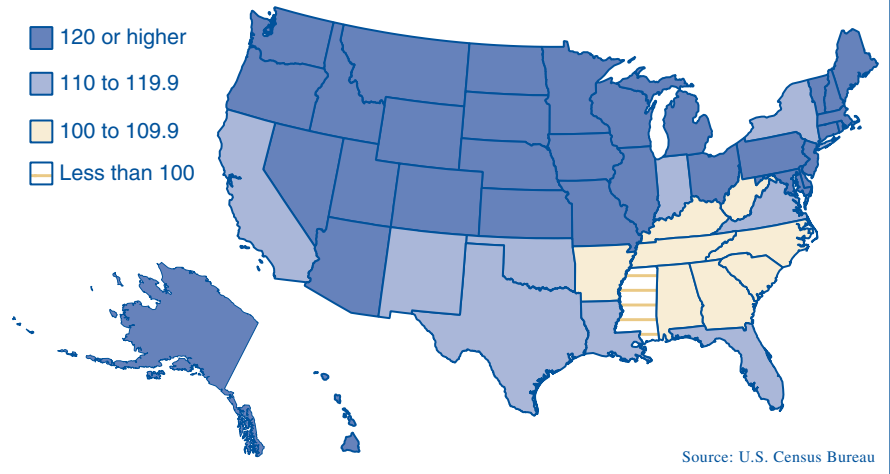 120 or higher
110 to 119.9
100 to 109.9
Less than 100
Source: U.S. Census Bureau